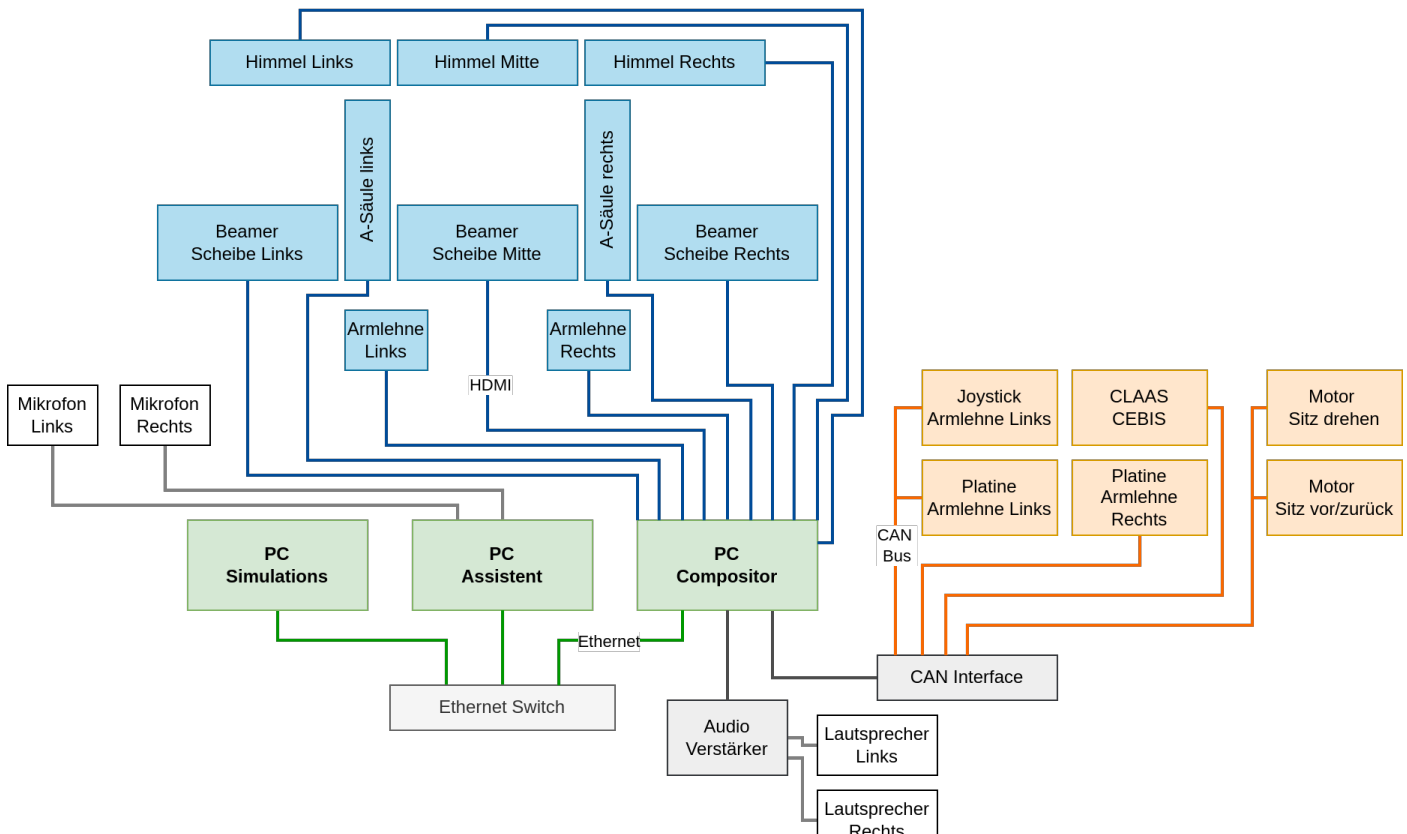 Himmel Links
Himmel Mitte
Himmel Rechts
A-Säule links
A-Säule rechts
Beamer
Scheibe Links
Beamer
Scheibe Mitte
Beamer
Scheibe Rechts
Armlehne
Links
Armlehne
Rechts
HDMI
Mikrofon
Links
Mikrofon
Rechts
Joystick
Armlehne Links
CLAAS
CEBIS
Motor
Sitz drehen
Platine
Armlehne Links
Platine
Armlehne
Rechts
Motor
Sitz vor/zurück
CAN
Bus
PC
Simulations
PC
Assistent
PC
Compositor
Ethernet
CAN Interface
Ethernet Switch
Audio
Verstärker
Lautsprecher
Links
Lautsprecher
Rechts